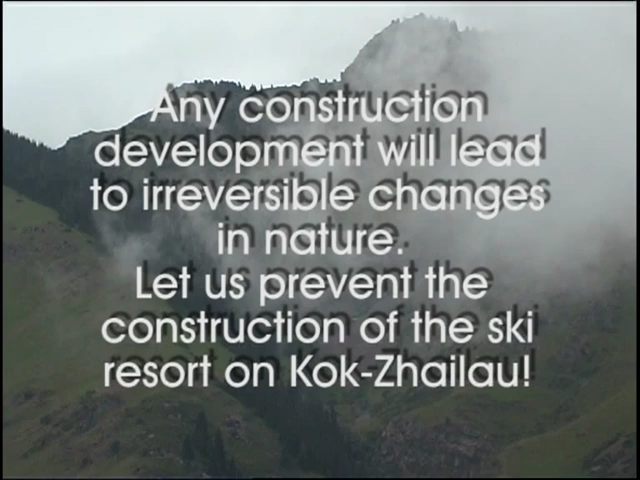 Any construction
development will lead
to irreversible changes
in nature.
Let us prevent the
construction of the ski
resort on Kok-Zhailau!